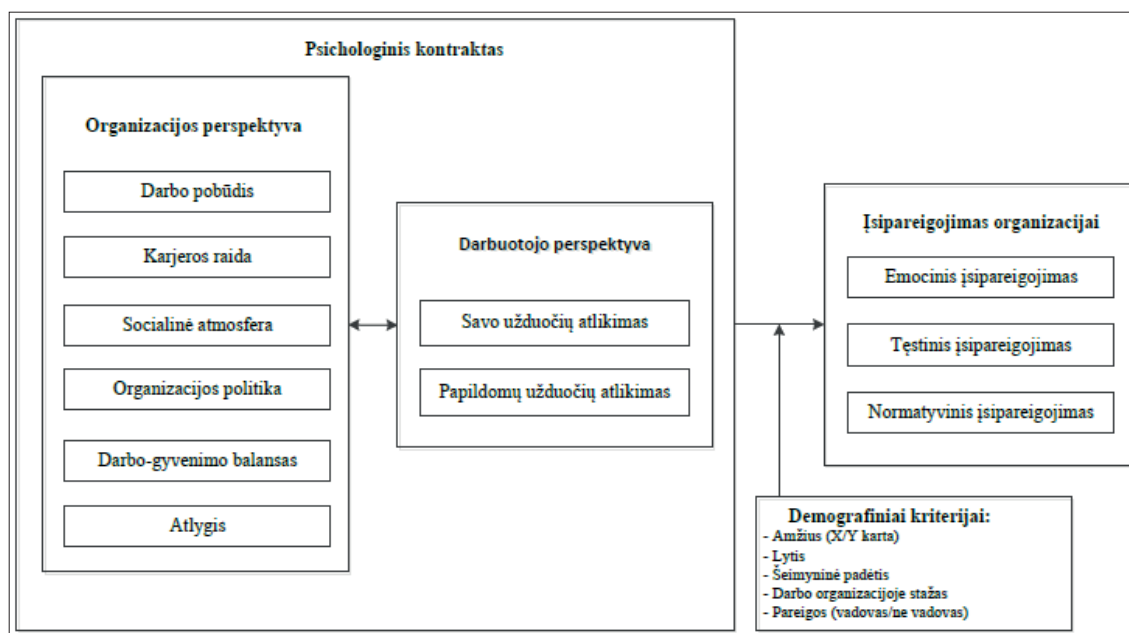 Psichologinis kontraktas
Organizacijos perspektyva
Darbo pobūdis
Karjeros raida
Socialinė atmosfera
Organizacijos politika
Darbo-gyvenimo balansas
Atlygis
Darbuotojo perspektyva
Savo užduočių atlikimas
Papildomų užduočių atlikimas
Įsipareigojimas organizacijai
Emocinis įsipareigojimas
Tęstinis įsipareigojimas
Normatyvinis įsipareigojimas
Demografiniai kriterijai:
- Amžius (X/Y karta)
- Lytis
- Šeimyninė padėtis
- Darbo organizacijoje stažas
- Pareigos (vadovas/ne vadovas)